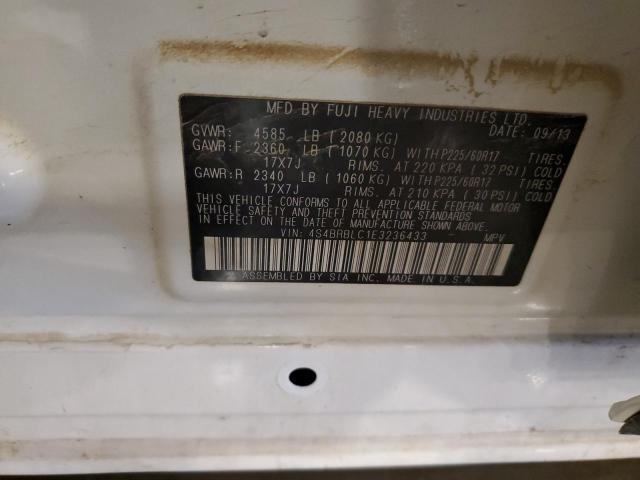 MFD BY FUJI HEAVY INDUSTRIES LTD.
GVWR: 4585 LB ( 2080 KG) DATE: 09/13
GAWR:F 2360 LB ( 1070 KG) WITH P225/60R17 TIRES,
17X7J RIMS, AT 220 KPA ( 32 PSI) COLD
GAWR:R 2340 LB ( 1060 KG) WITH P225/60R17 TIRES,
17X7J RIMS, AT 210 KPA ( 30 PSI) COLD
THIS VEHICLE CONFORMS TO ALL APPLICABLE FEDERAL MOTOR
VEHICLE SAFETY AND THEFT PREVENTION STANDARDS
IN EFFECT ON THE DATE OF MANUFACTURE SHOWN ABOVE.
VIN: 4S4BRBLC1E3236433 MPV
ASSEMBLED BY SIA INC. MADE IN U.S.A.